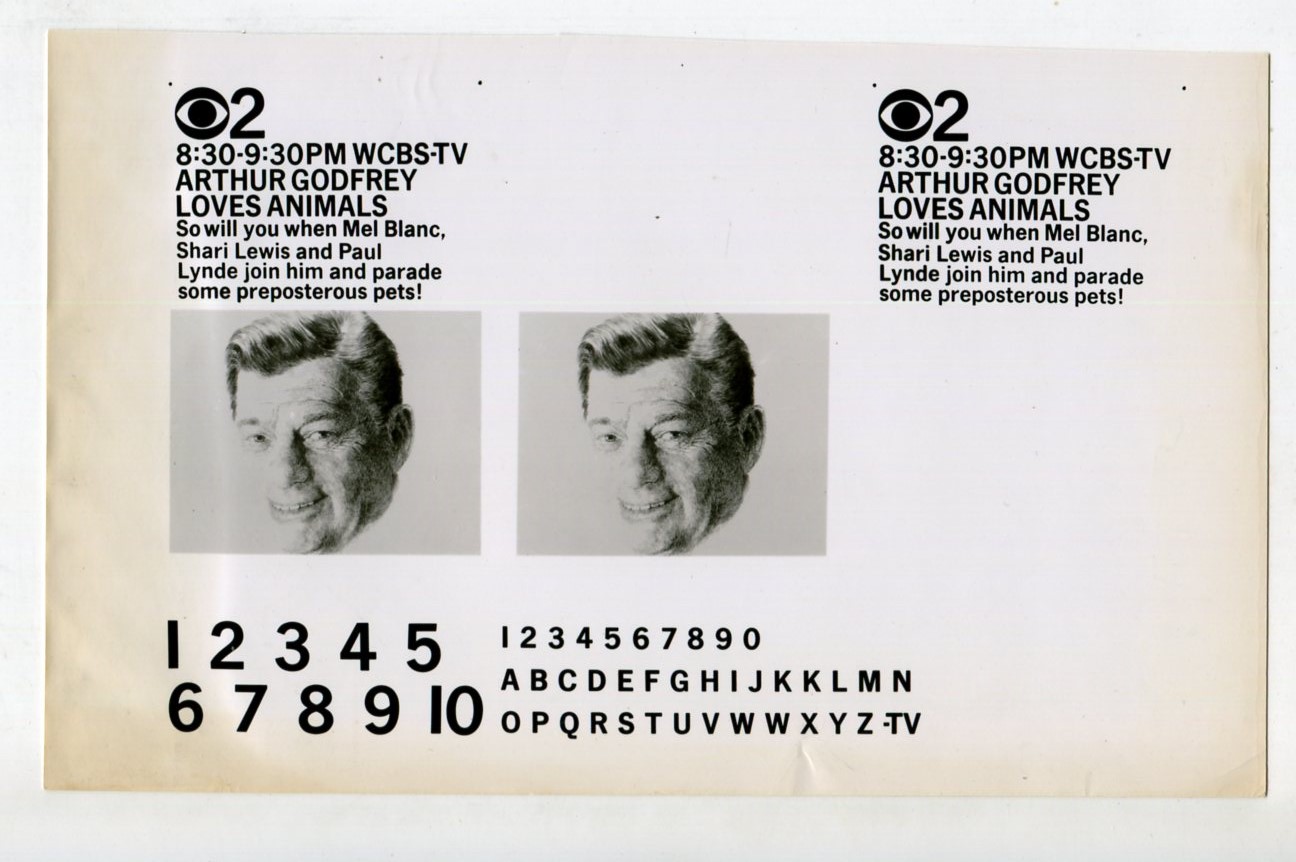 2
8:30-9:30PM WCBS-TV
ARTHUR GODFREY
LOVES ANIMALS
So will you when Mel Blanc,
Shari Lewis and Paul
Lynde join him and parade
some preposterous pets!
2
8:30-9:30PM WCBS-TV
ARTHUR GODFREY
LOVES ANIMALS
So will you when Mel Blanc,
Shari Lewis and Paul
Lynde join him and parade
some preposterous pets!
1 2 3 4 5
6 7 8 9 10
1 2 3 4 5 6 7 8 9 0
A B C D E F G H I J K K L M N
O P Q R S T U V W W X Y Z -TV